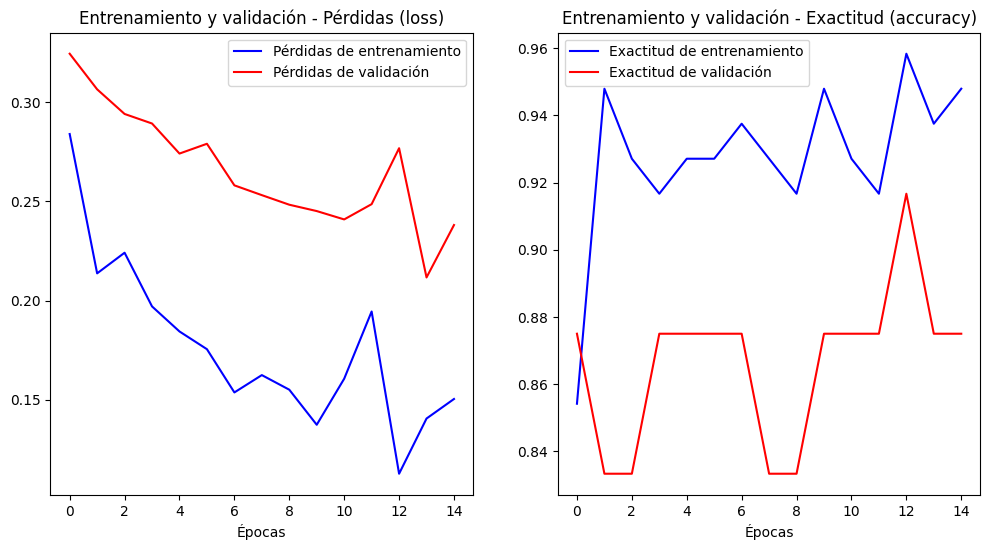 Entrenamiento y validación - Pérdidas (loss)
Pérdidas de entrenamiento
Pérdidas de validación
0.30
0.25
0.20
0.15
0 2 4 6 8 10 12 14
Épocas
Entrenamiento y validación - Exactitud (accuracy)
Exactitud de entrenamiento
Exactitud de validación
0.96
0.94
0.92
0.90
0.88
0.86
0.84
0 2 4 6 8 10 12 14
Épocas